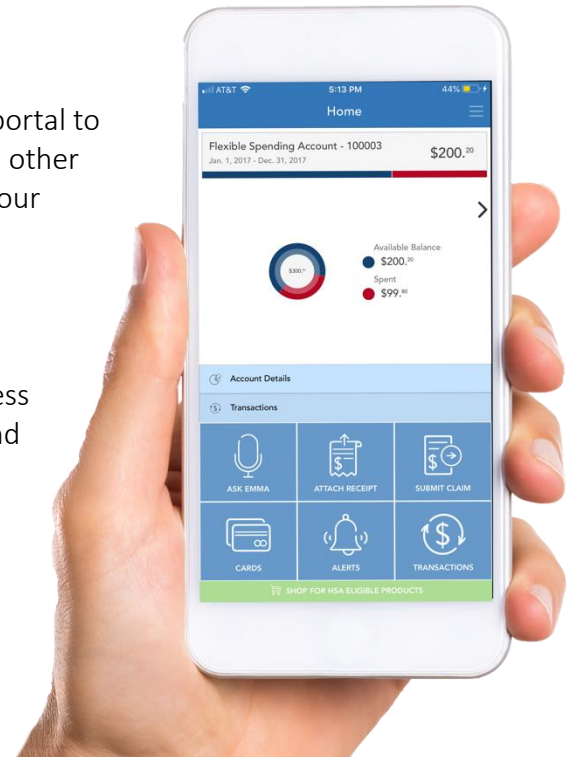 portal to
other
our
ess
nd
AT&T 5:13 PM 44%
Home
Flexible Spending Account - 100003 $200.20
Jan. 1, 2017 - Dec. 31, 2017
Available Balance
$200.20
Spent
$99.80
Account Details
Transactions
ASK EMMA ATTACH RECEIPT SUBMIT CLAIM
CARDS ALERTS TRANSACTIONS
SHOP FOR HSA ELIGIBLE PRODUCTS